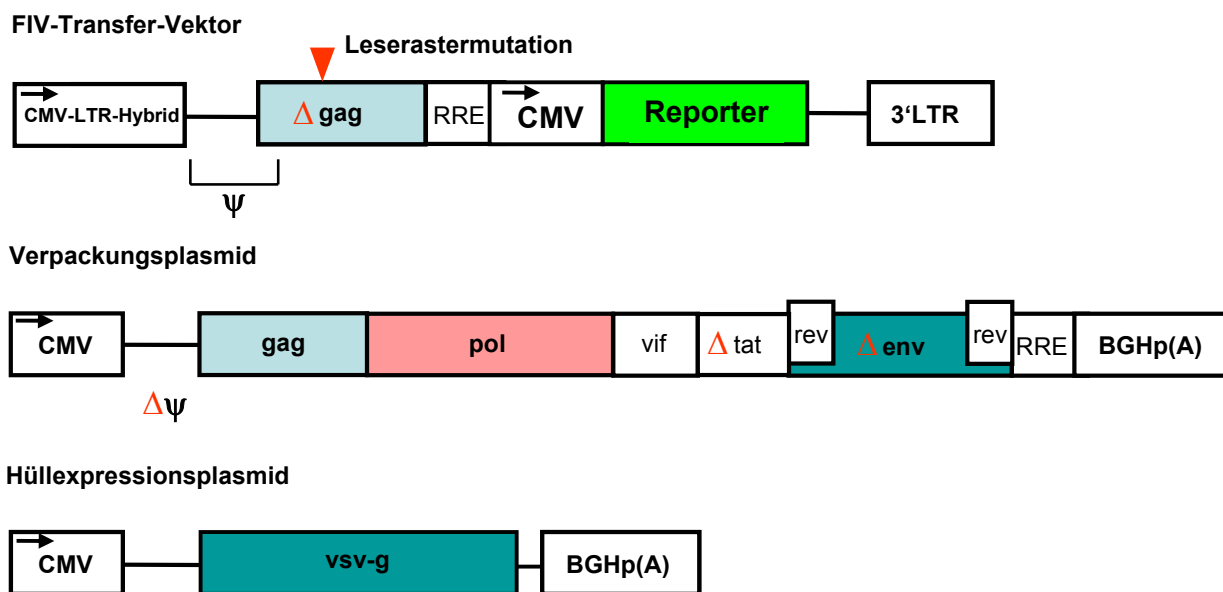 FIV-Transfer-Vektor
Leserastermutation
CMV-LTR-Hybrid
Δ gag
RRE
CMV
Reporter
3‘LTR
ψ
Verpackungsplasmid
CMV
gag
pol
vif
Δ tat
rev
Δ env
rev
RRE
BGHp(A)
Δψ
Hüllexpressionsplasmid
CMV
vsv-g
BGHp(A)